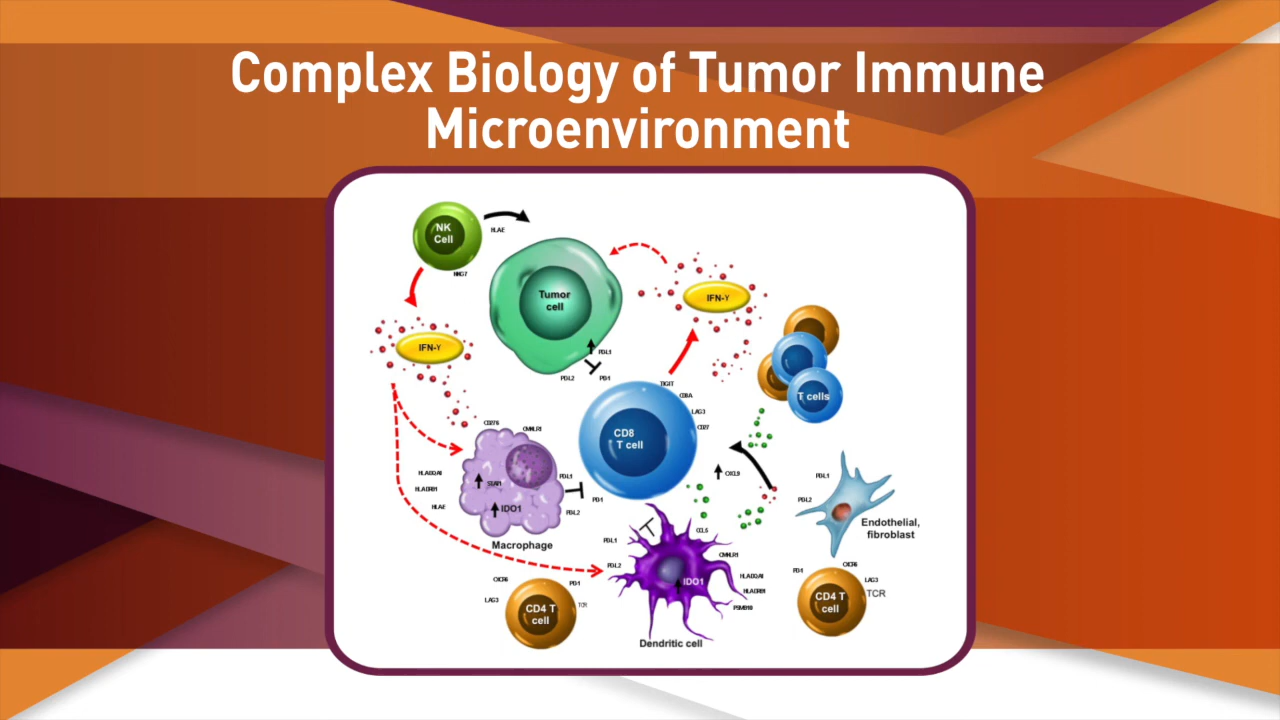 Complex Biology of Tumor Immune
Microenvironment
NK
Cell
HLAE
NKG7
Tumor
cell
IFN-γ
IFN-γ
PDL1
PDL2
PD1
TIGIT
CD8A
LAG3
CD27
CD8
T cell
T cells
CD276
CMKLR1
HLADQA1
HLADRB1
HLAE
STAT1
IDO1
PDL1
PD1
PDL2
Macrophage
CXCL9
PDL1
PDL2
Endothelial,
fibroblast
CCL5
PDL1
PDL2
CMKLR1
IDO1
HLADQA1
HLADRB1
PSMB10
Dendritic cell
CXCR6
PD1
LAG3
TCR
CD4 T
cell
CXCR6
PD1
LAG3
TCR
CD4 T
cell